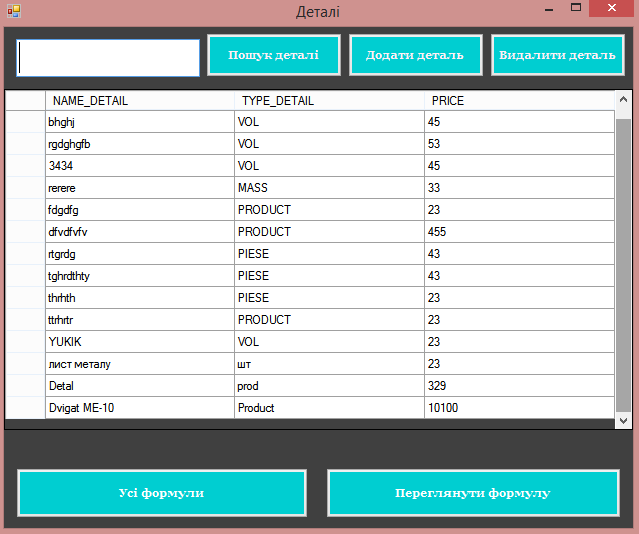 Деталі
Пошук деталі Додати деталь Видалити деталь
NAME_DETAIL TYPE_DETAIL PRICE
bhghj VOL 45
rgdghgfb VOL 53
3434 VOL 45
rerere MASS 33
fdgdfg PRODUCT 23
dfvdfvfv PRODUCT 455
rtgrdg PIESE 43
tghrdthty PIESE 43
thrhth PIESE 23
ttrhrtr PRODUCT 23
YUKIK VOL 23
лист металу шт 23
Detal prod 329
Dvigat ME-10 Product 10100
Усі формули Переглянути формулу